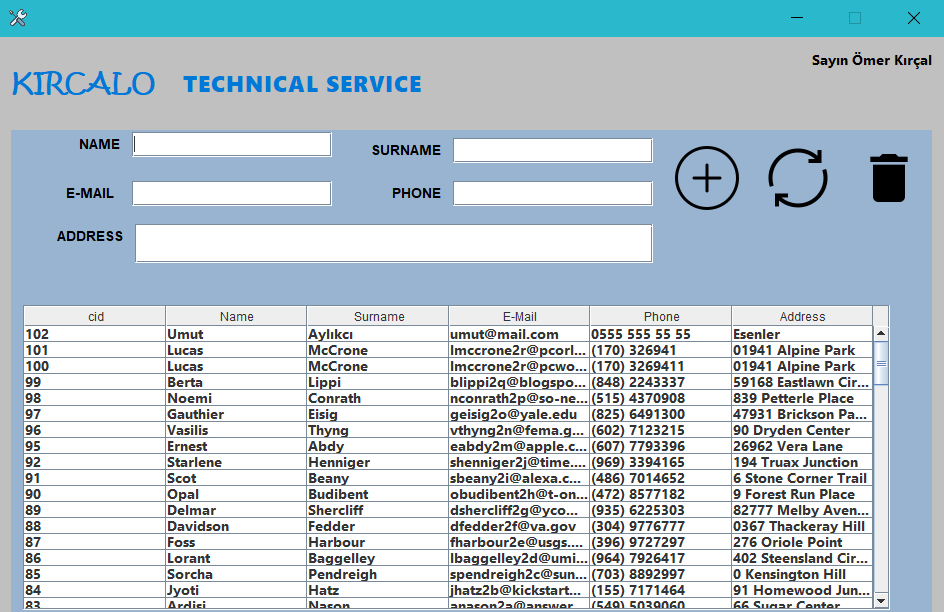 Sayın Ömer Kırçal
KIRCALO TECHNICAL SERVICE
NAME SURNAME
E-MAIL PHONE
ADDRESS
cid Name Surname E-Mail Phone Address
102 Umut Aylıkcı umut@mail.com 0555 555 55 55 Esenler
101 Lucas McCrone lmccrone2r@pcorl... (170) 326941 01941 Alpine Park
100 Lucas McCrone lmccrone2r@pcwo... (170) 3269411 01941 Alpine Park
99 Berta Lippi blippi2q@blogspo... (848) 2243337 59168 Eastlawn Cir...
98 Noemi Conrath nconrath2p@so-ne... (515) 4370908 839 Petterle Place
97 Gauthier Eisig geisig2o@yale.edu (825) 6491300 47931 Brickson Pa...
96 Vasilis Thyng vthyng2n@fema.g... (602) 7123215 90 Dryden Center
95 Ernest Abdy eabdy2m@apple.c... (607) 7793396 26962 Vera Lane
92 Starlene Henniger shenniger2j@time.... (969) 3394165 194 Truax Junction
91 Scot Beany sbeany2i@alexa.c... (486) 7014652 6 Stone Corner Trail
90 Opal Budibent obudibent2h@t-on... (472) 8577182 9 Forest Run Place
89 Delmar Shercliff dshercliff2g@yco... (935) 6225303 82777 Melby Aven...
88 Davidson Fedder dfedder2f@va.gov (304) 9776777 0367 Thackeray Hill
87 Foss Harbour fharbour2e@usgs.... (396) 9727297 276 Oriole Point
86 Lorant Baggelley lbaggelley2d@umi... (964) 7926417 402 Steensland Cir...
85 Sorcha Pendreigh spendreigh2c@sun... (703) 8892997 0 Kensington Hill
84 Jyoti Hatz jhatz2b@kickstart... (155) 7171464 91 Homewood Jun...
83 Ardisj Nason anason2a@answer... (549) 5039060 66 Sugar Center